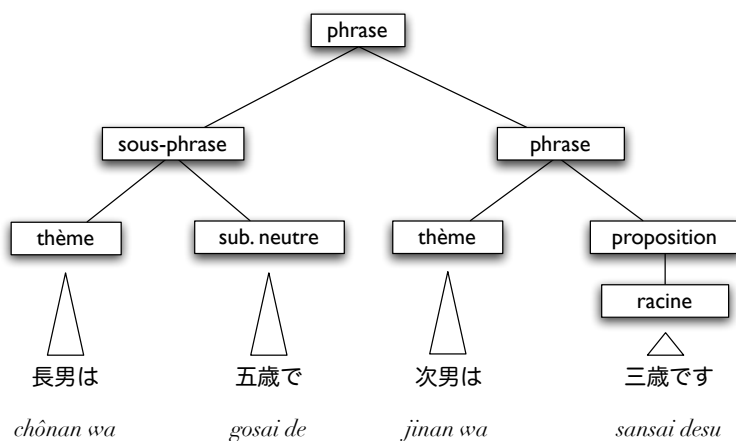 phrase
sous-phrase phrase
thème sub. neutre thème proposition
racine
長男は 五歳で 次男は 三歳です
chônan wa gosai de jinan wa sansai desu